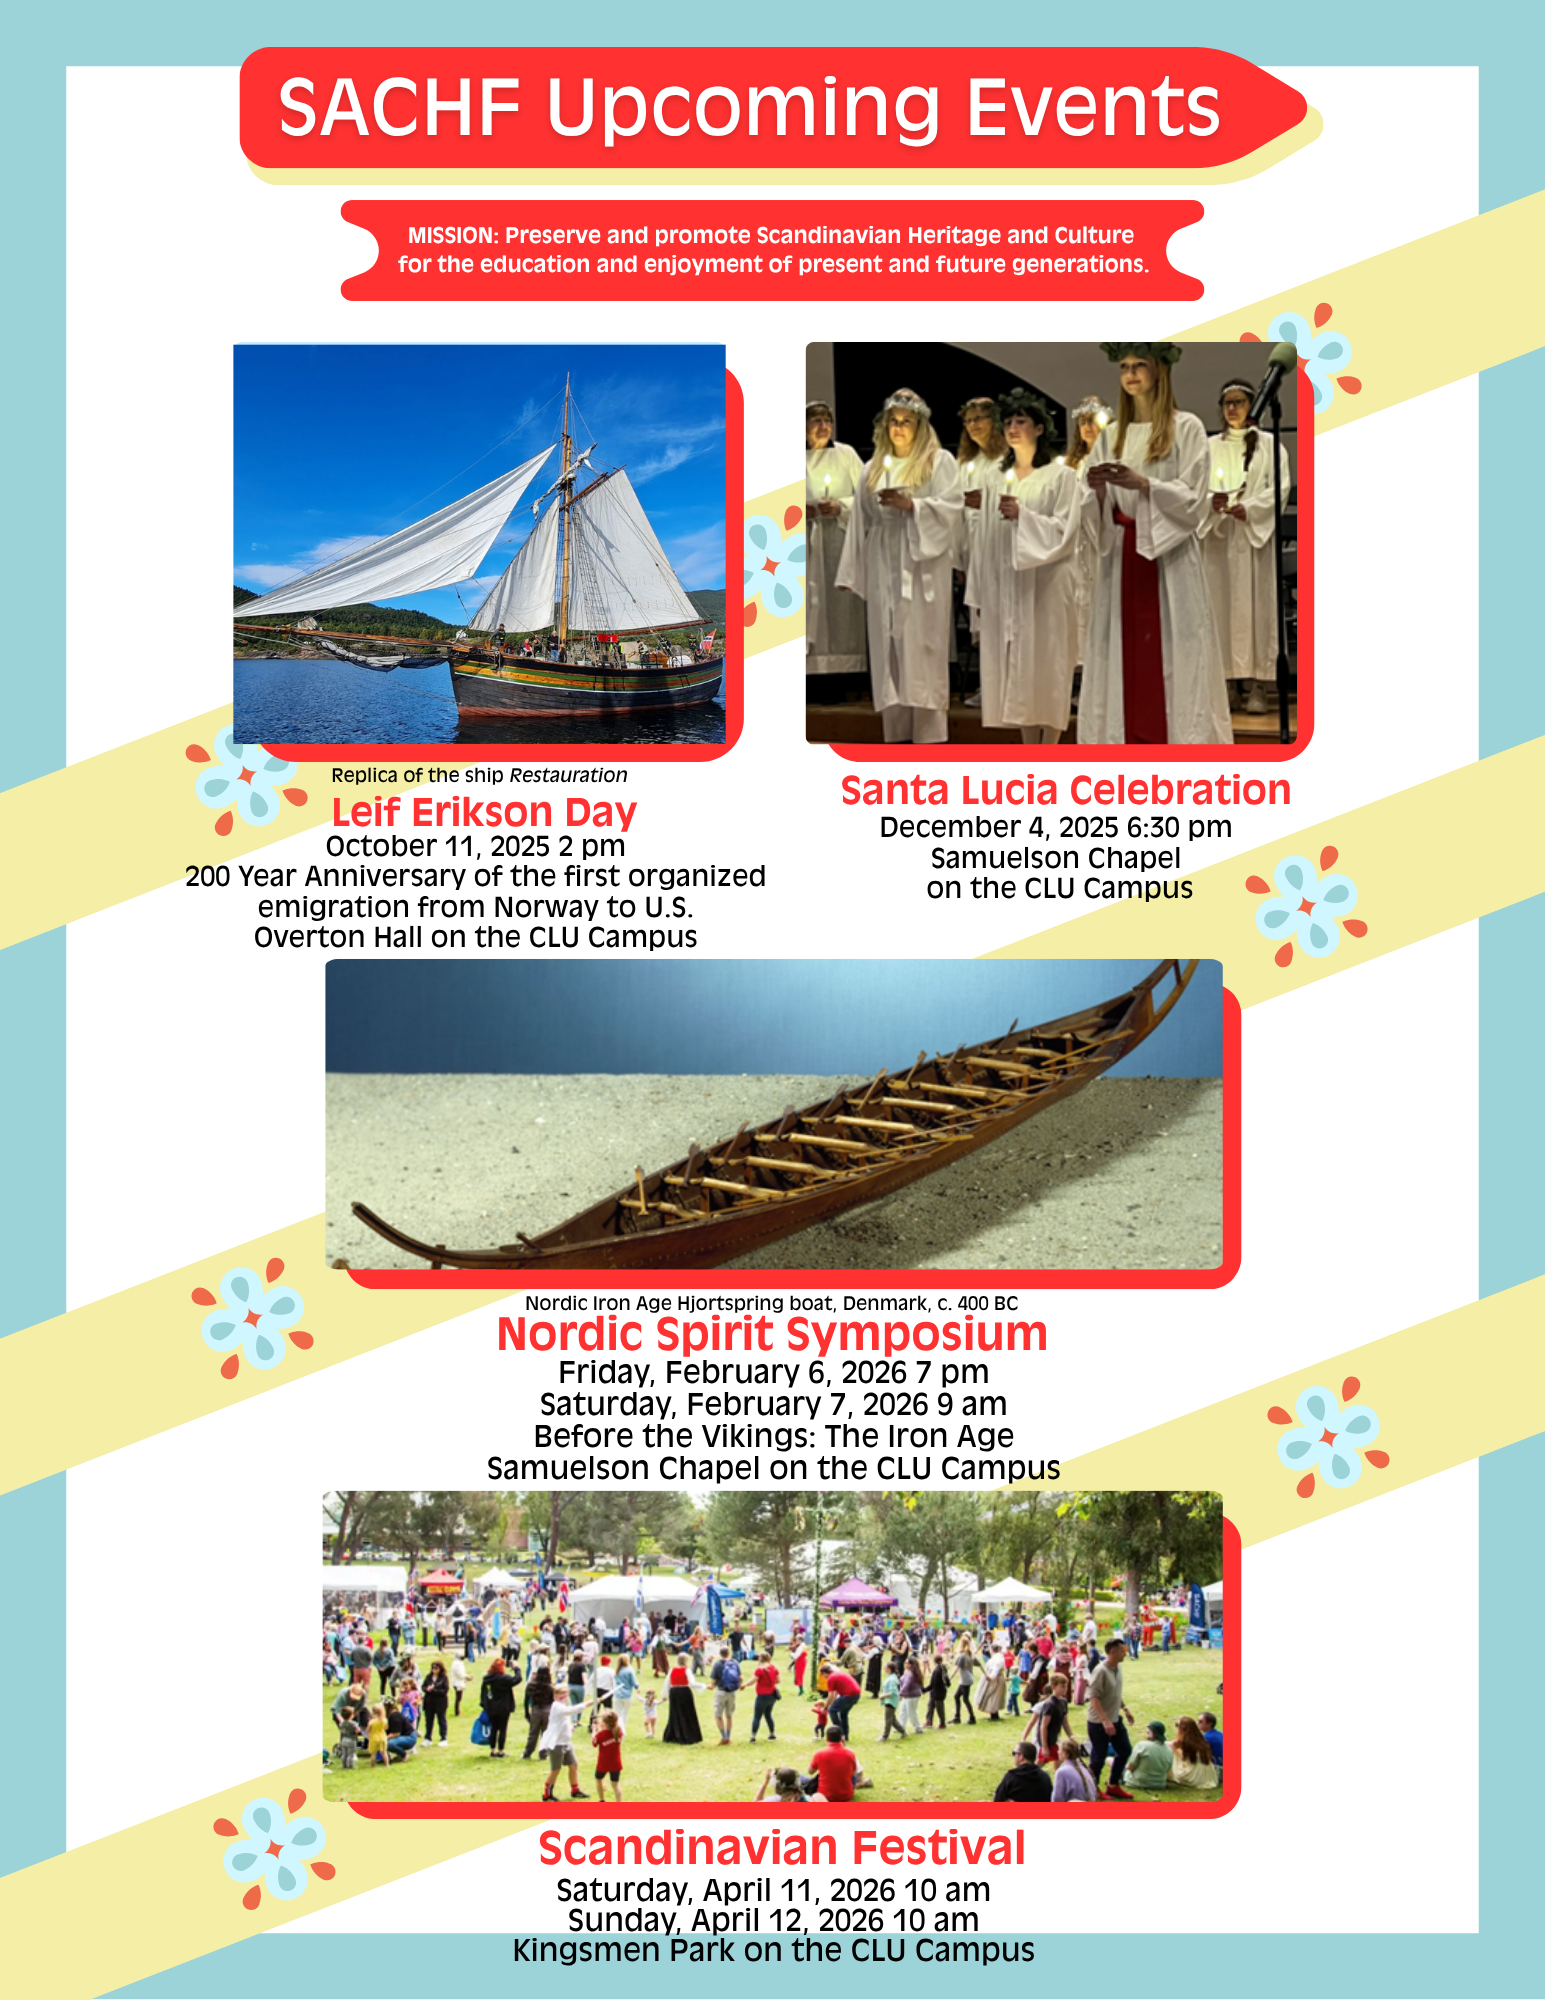 SACHF Upcoming Events
MISSION: Preserve and promote Scandinavian Heritage and Culture
for the education and enjoyment of present and future generations.
Replica of the ship Restauration
Leif Erikson Day
October 11, 2025 2 pm
200 Year Anniversary of the first organized
emigration from Norway to U.S.
Overton Hall on the CLU Campus
Santa Lucia Celebration
December 4, 2025 6:30 pm
Samuelson Chapel
on the CLU Campus
Nordic Iron Age Hjortspring boat, Denmark, c. 400 BC
Nordic Spirit Symposium
Friday, February 6, 2026 7 pm
Saturday, February 7, 2026 9 am
Before the Vikings: The Iron Age
Samuelson Chapel on the CLU Campus
SACHF
Scandinavian Festival
Saturday, April 11, 2026 10 am
Sunday, April 12, 2026 10 am
Kingsmen Park on the CLU Campus